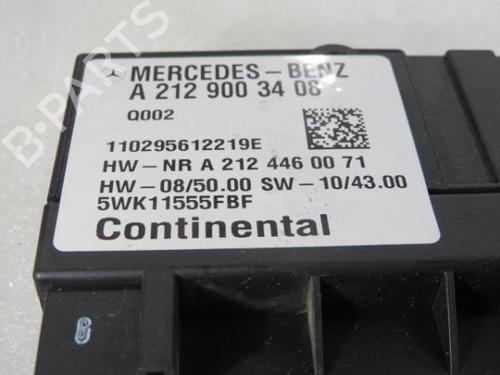 MERCEDES-BENZ
A 212 900 34 08
Q002
110295612219E
HW-NR A 212 446 00 71
HW-08/50.00 SW-10/43.00
5WK11555FBF
Continental
B-PARTS